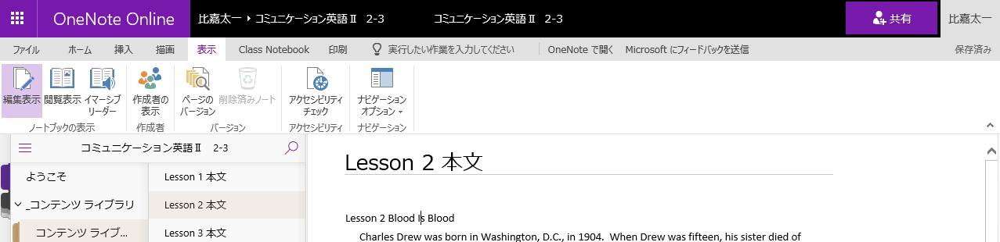 OneNote Online 比嘉太一 ▸ コミュニケーション英語Ⅱ 2-3 コミュニケーション英語Ⅱ 2-3 共有 比嘉太一
ファイル ホーム 挿入 描画 表示 Class Notebook 印刷 実行したい作業を入力してください OneNote で開く Microsoft にフィードバックを送信 保存済み
編集表示 閲覧表示 イマーシブ リーダー 作成者の 表示 ページの バージョン 削除済みノート アクセシビリティ チェック ナビゲーション オプション
ノートブックの表示 作成者 バージョン アクセシビリティ ナビゲーション
コミュニケーション英語Ⅱ 2-3
ようこそ
_コンテンツ ライブラリ
コンテンツ ライブ...
Lesson 1 本文
Lesson 2 本文
Lesson 3 本文
Lesson 2 本文
Lesson 2 Blood Is Blood
Charles Drew was born in Washington, D.C., in 1904. When Drew was fifteen, his sister died of